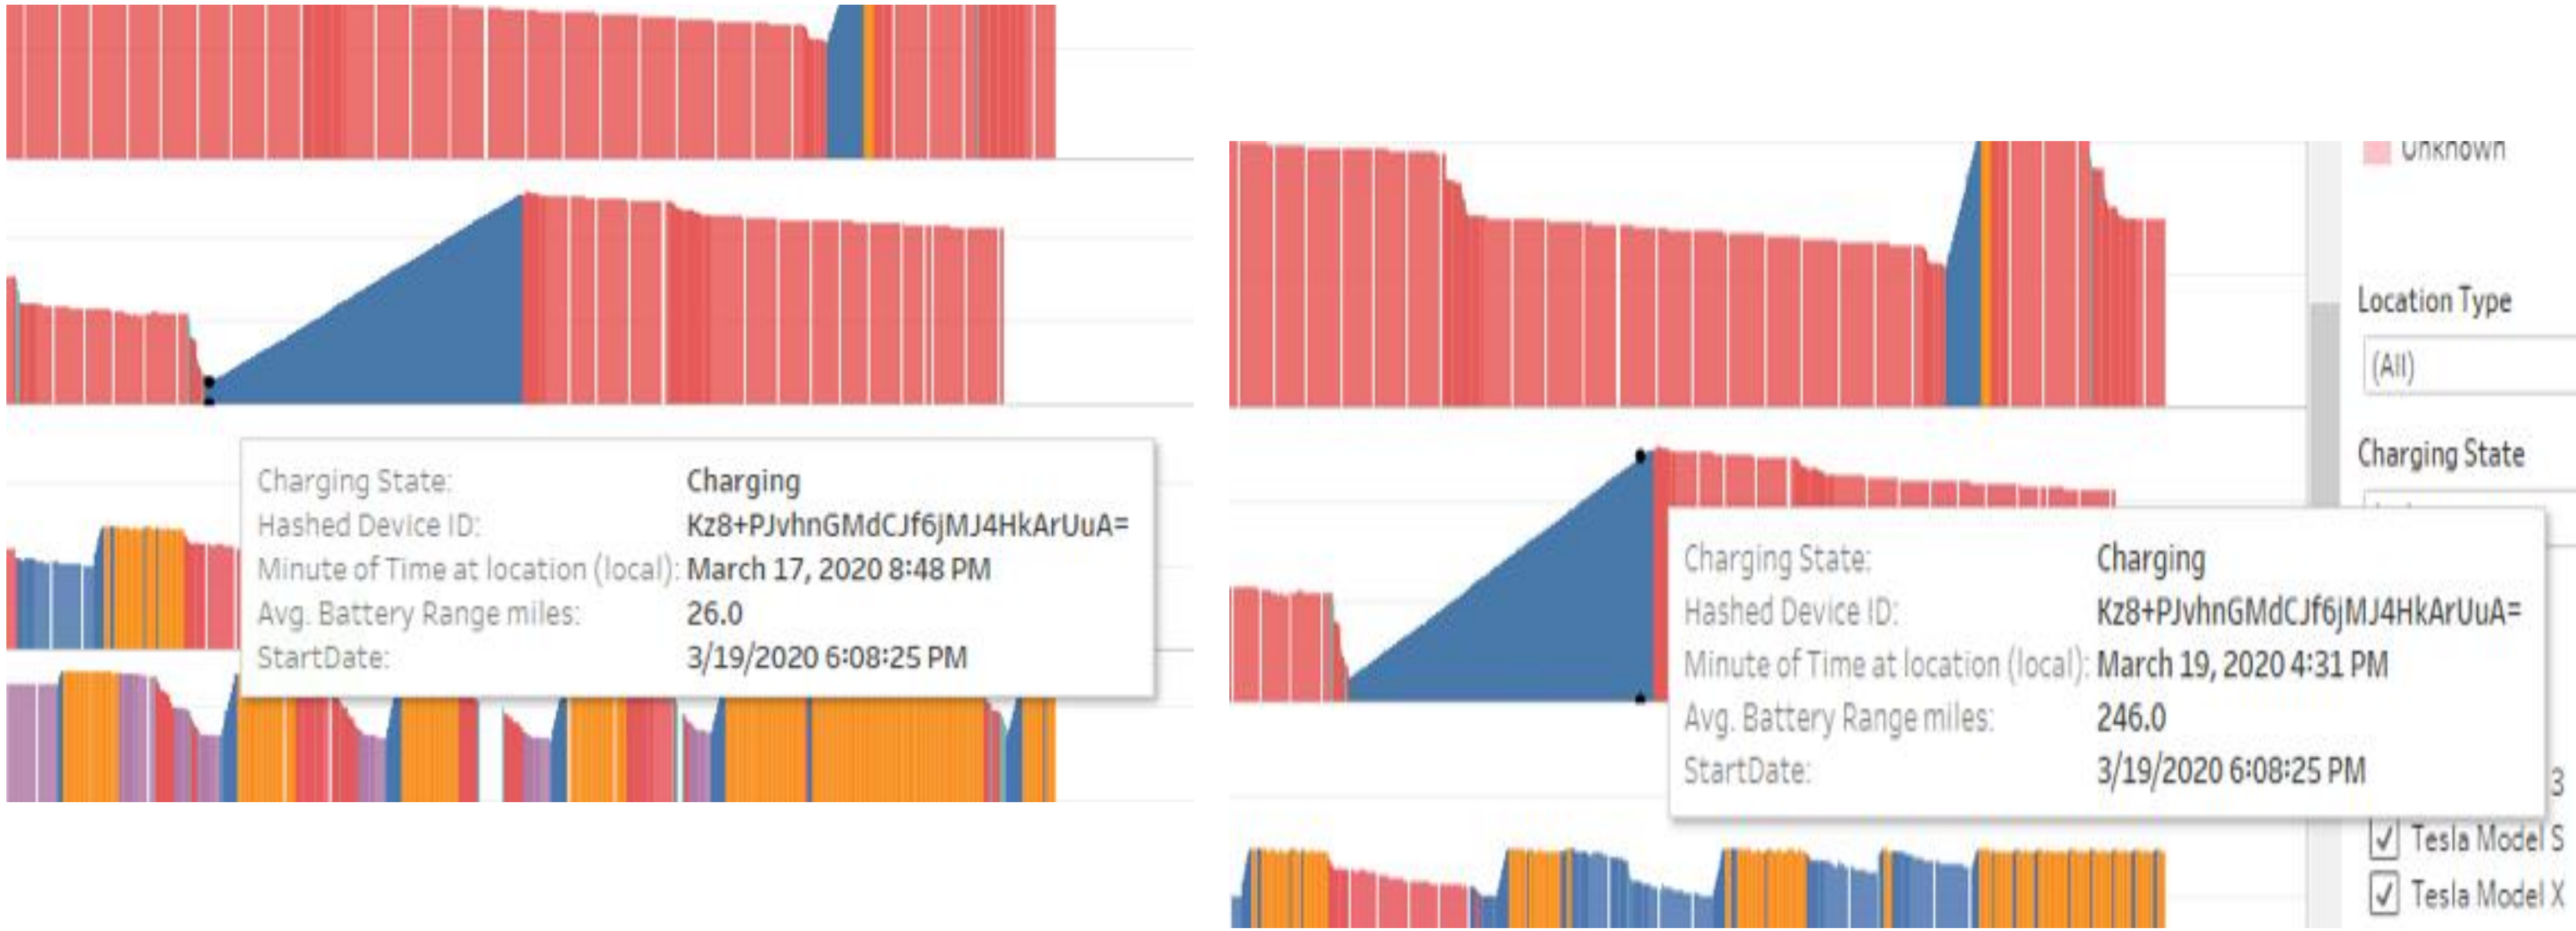 Charging State: Charging
Hashed Device ID: Kz8+PJvhnGMdCJf6jMJ4HkArUuA=
Minute of Time at location (local): March 17, 2020 8:48 PM
Avg. Battery Range miles: 26.0
StartDate: 3/19/2020 6:08:25 PM
Unknown
Location Type
(All)
Charging State
Charging State: Charging
Hashed Device ID: Kz8+PJvhnGMdCJf6jMJ4HkArUuA=
Minute of Time at location (local): March 19, 2020 4:31 PM
Avg. Battery Range miles: 246.0
StartDate: 3/19/2020 6:08:25 PM
3
Tesla Model S
Tesla Model X